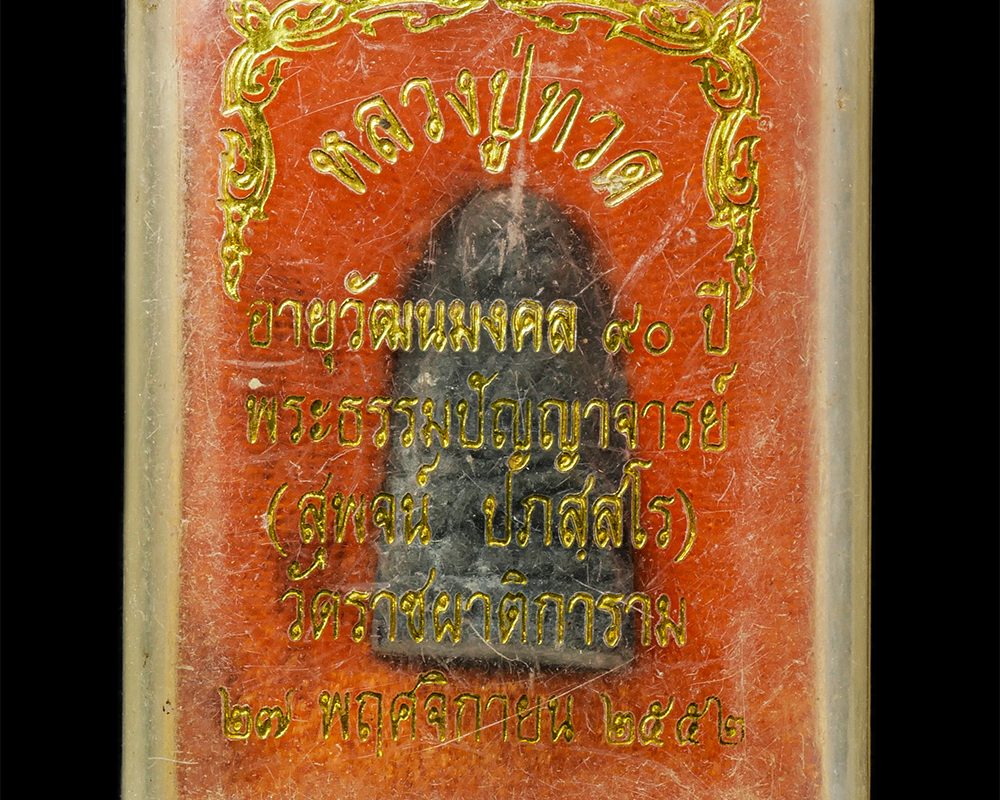 หลวงปู่ทวด
อายุวัฒนมงคล ๙๐ ปี
พระธรรมปัญญาจารย์
(สุพจน์ ปภสฺสโร)
วัดราชผาติการาม
๒๗ พฤศจิกายน ๒๕๕๒